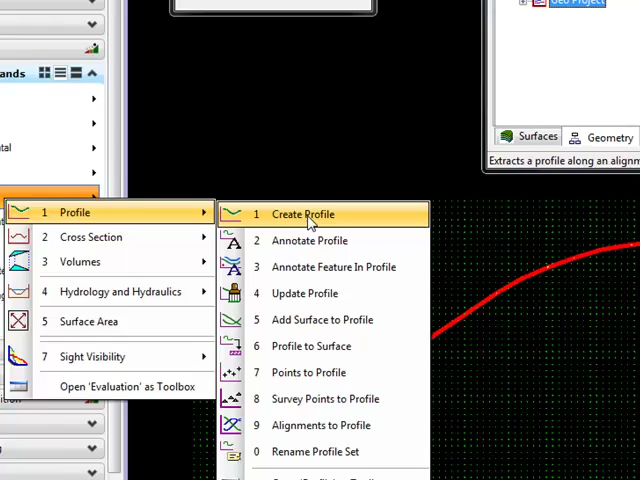 Geo Project
ands
Surfaces
Geometry
tal
Extracts a profile along an alignm
1 Profile
2 Cross Section
3 Volumes
4 Hydrology and Hydraulics
5 Surface Area
7 Sight Visibility
Open 'Evaluation' as Toolbox
1 Create Profile
2 Annotate Profile
3 Annotate Feature In Profile
4 Update Profile
5 Add Surface to Profile
6 Profile to Surface
7 Points to Profile
8 Survey Points to Profile
9 Alignments to Profile
0 Rename Profile Set